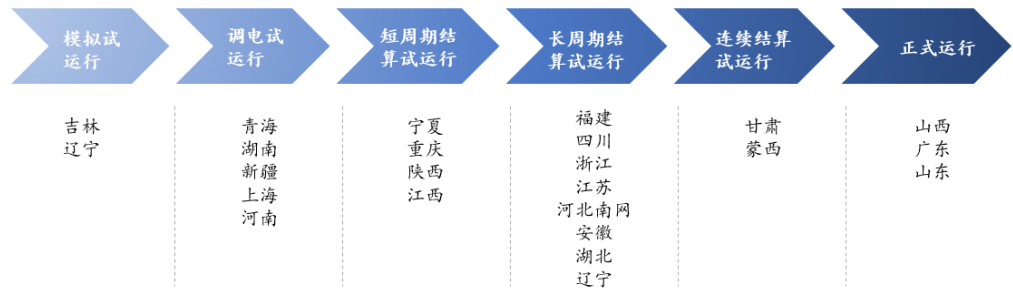 模拟试
运行
调电试
运行
短周期结
算试运行
长周期结
算试运行
连续结算
试运行
正式运行
吉林
辽宁
青海
湖南
新疆
上海
河南
宁夏
重庆
陕西
江西
福建
四川
浙江
江苏
河北南网
安徽
湖北
辽宁
甘肃
蒙西
山西
广东
山东